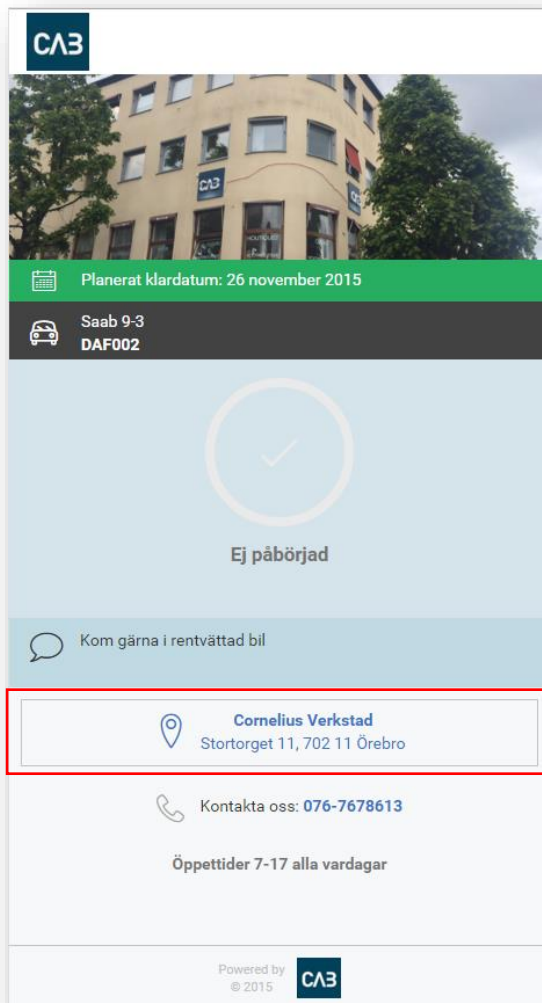 CAB
CAB
Planerat klardatum: 26 november 2015
Saab 9-3
DAF002
Ej påbörjad
Kom gärna i rentvättad bil
Cornelius Verkstad
Stortorget 11, 702 11 Örebro
Kontakta oss: 076-7678613
Öppettider 7-17 alla vardagar
Powered by
© 2015
CAB